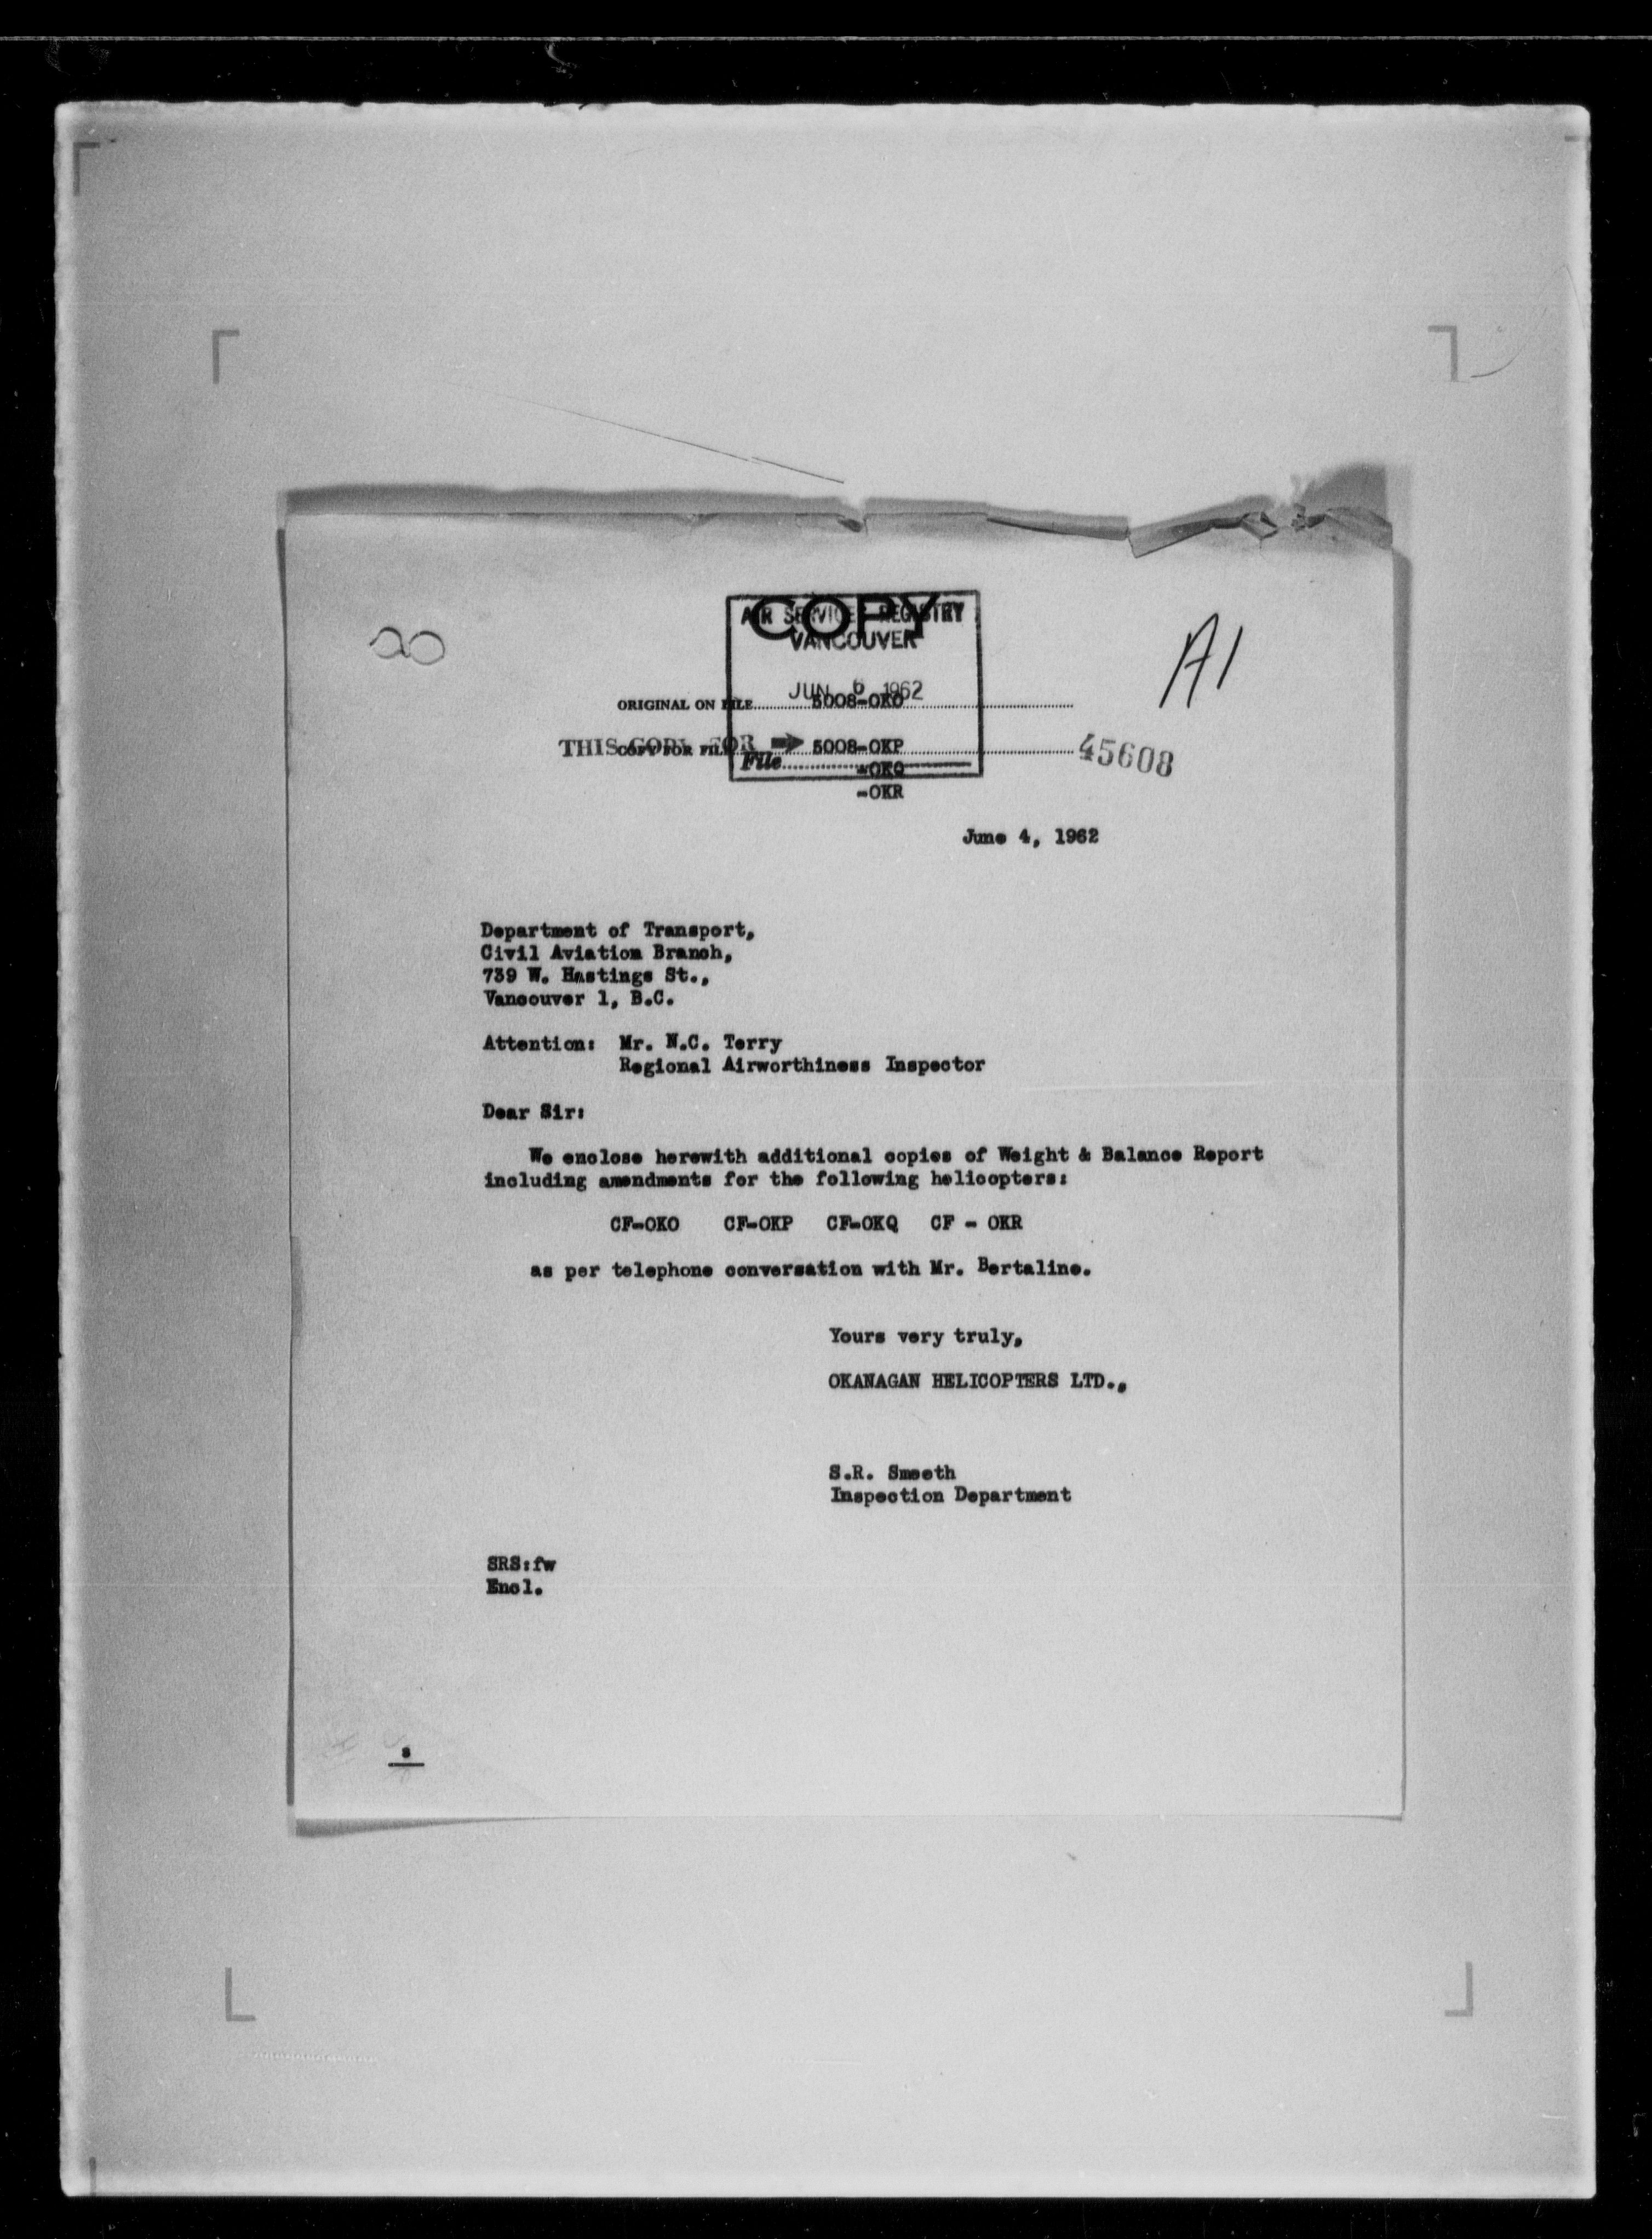 COPY
AIR SERVICES REGISTRY
VANCOUVER
20
A1
JUN 6 1962
ORIGINAL ON FILE 5008-OKO
THIS COPY FOR
COPY FOR FILE 5008-OKP
45608
File
-OKQ
-OKR
June 4, 1962
Department of Transport,
Civil Aviation Branch,
739 W. Hastings St.,
Vancouver 1, B.C.
Attention: Mr. N.C. Terry
Regional Airworthiness Inspector
Dear Sir:
We enclose herewith additional copies of Weight & Balance Report
including amendments for the following helicopters:
CF-OKO CF-OKP CF-OKQ CF - OKR
as per telephone conversation with Mr. Bertaline.
Yours very truly,
OKANAGAN HELICOPTERS LTD.,
S.R. Smeeth
Inspection Department
SRS:fw
Encl.
s